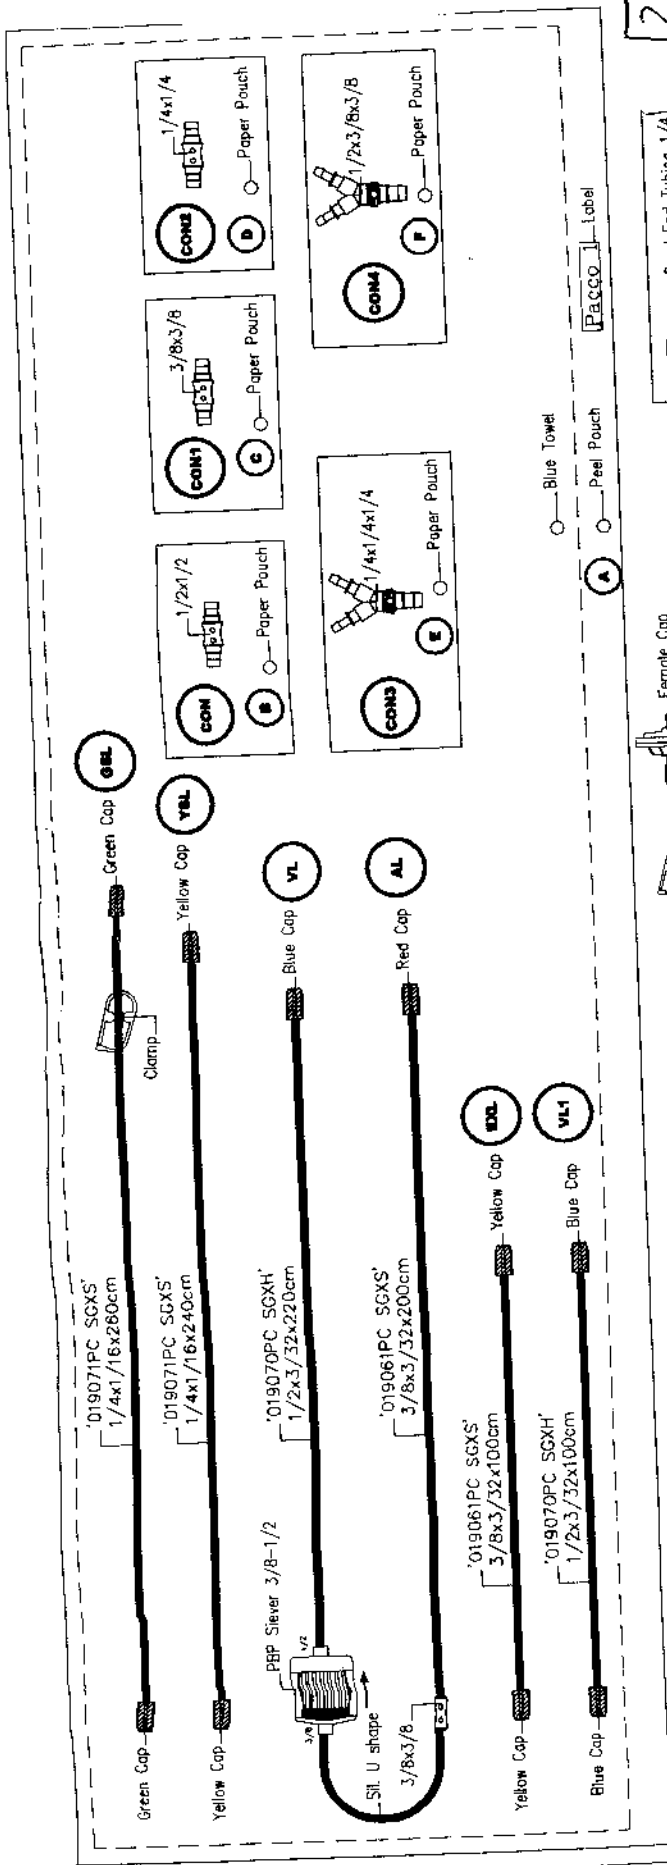 2
Green Cap
'019071PC SGXS'
1/4x1/16x260cm
Clamp
Green Cap
GSL
Yellow Cap
'019071PC SGXS'
1/4x1/16x240cm
Yellow Cap
YSL
3/8
1/2
PBP Siever 3/8-1/2
'019070PC SGXH'
1/2x3/32x220cm
Blue Cap
VL
Sil. U shape
3/8x3/8
'019061PC SGXS'
3/8x3/32x200cm
Red Cap
AL
Yellow Cap
'019061PC SGXS'
3/8x3/32x100cm
Yellow Cap
Blue Cap
'019070PC SGXH'
1/2x3/32x100cm
Blue Cap
VL1
CON
1/2x1/2
B
Paper Pouch
CON1
3/8x3/8
C
Paper Pouch
CON2
1/4x1/4
D
Paper Pouch
CON3
1/4x1/4x1/4
E
Paper Pouch
CON4
1/2x3/8x3/8
F
Paper Pouch
Blue Towel
A
Peel Pouch
Pacco 1
Label
Female Cap
Tubing 1/4